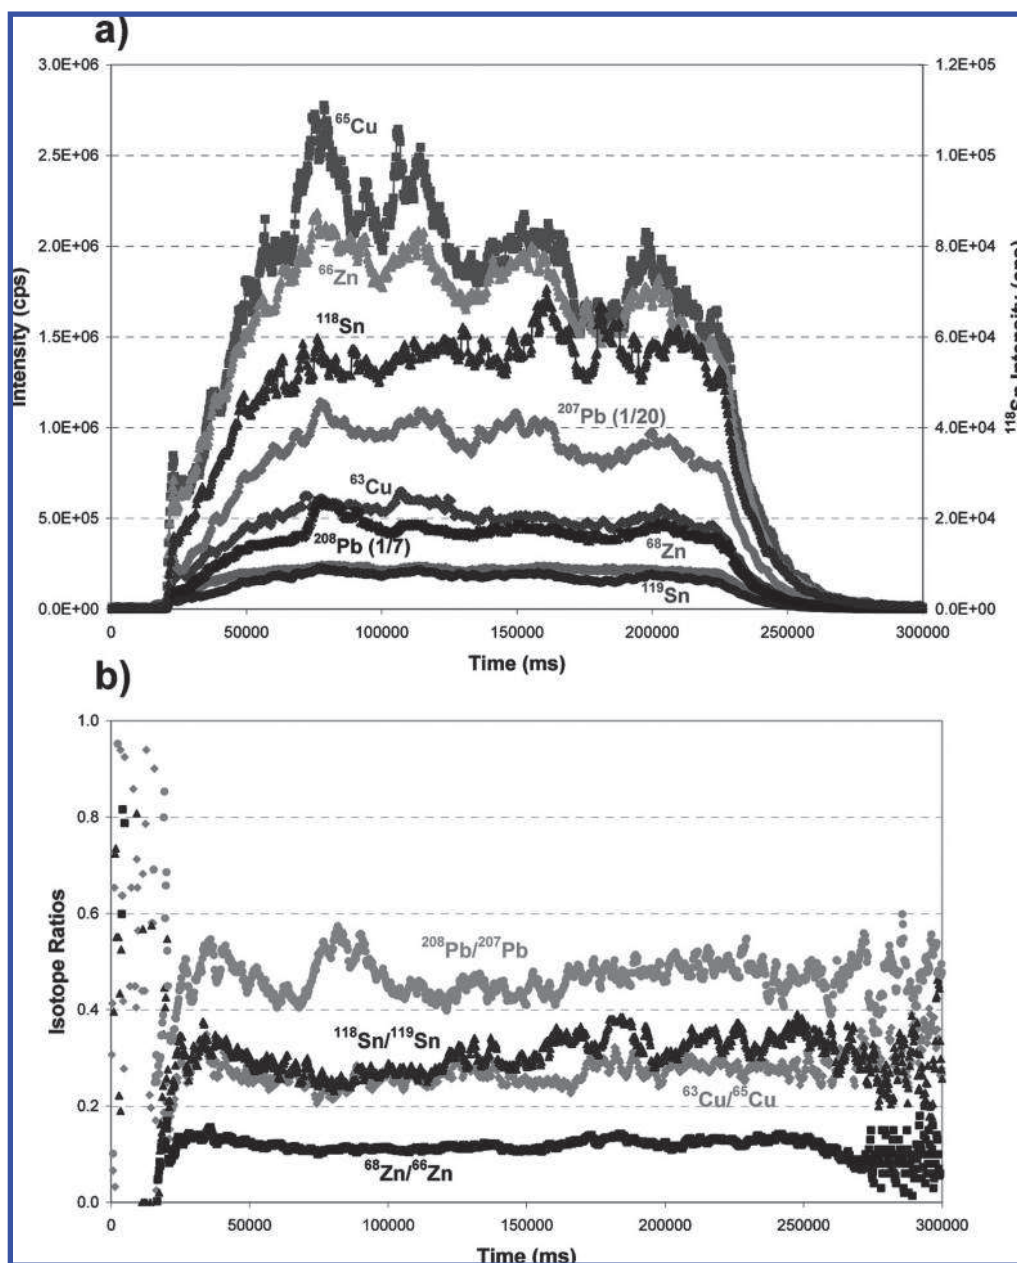 a)
3.0E+06
2.5E+06
2.0E+06
1.5E+06
1.0E+06
5.0E+05
0.0E+00
Intensity (cps)
1.2E+05
1.0E+05
8.0E+04
6.0E+04
4.0E+04
2.0E+04
0.0E+00
¹¹⁸Sn Intensity (cps)
⁶⁵Cu
⁶⁶Zn
¹¹⁸Sn
²⁰⁷Pb (1/20)
⁶³Cu
²⁰⁸Pb (1/7)
⁶⁸Zn
¹¹⁹Sn
0 50000 100000 150000 200000 250000 300000
Time (ms)
b)
1.0
0.8
0.6
0.4
0.2
0.0
Isotope Ratios
²⁰⁸Pb/²⁰⁷Pb
¹¹⁸Sn/¹¹⁹Sn
⁶³Cu/⁶⁵Cu
⁶⁸Zn/⁶⁶Zn
0 50000 100000 150000 200000 250000 300000
Time (ms)